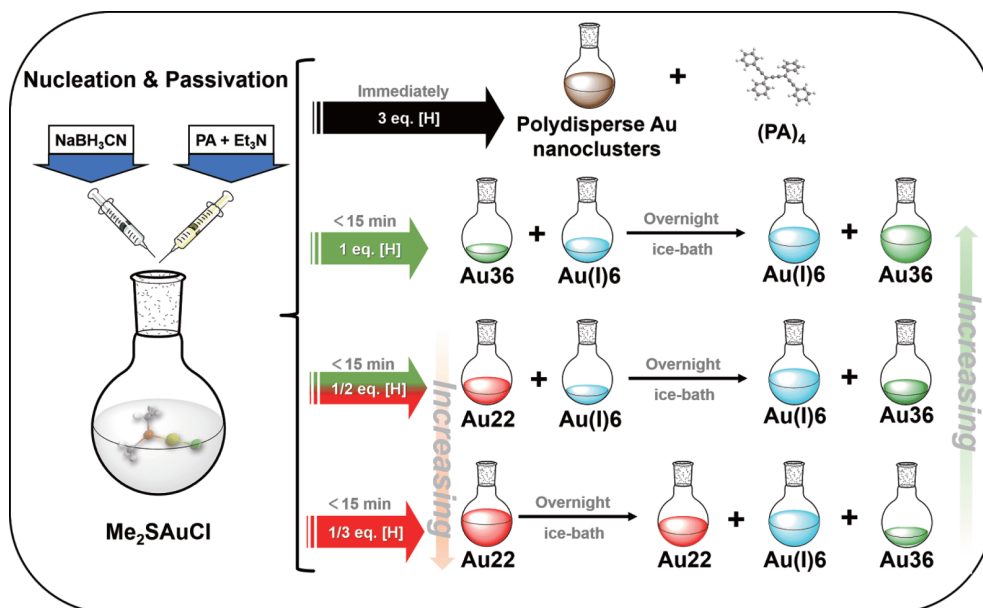 Nucleation & Passivation
NaBH₃CN
PA + Et₃N
Me₂SAuCl
Immediately
3 eq. [H]
Polydisperse Au
nanoclusters
+
(PA)₄
< 15 min
1 eq. [H]
Au36
+
Au(I)6
Overnight
ice-bath
Au(I)6
+
Au36
< 15 min
1/2 eq. [H]
Au22
+
Au(I)6
Overnight
ice-bath
Au(I)6
+
Au36
< 15 min
1/3 eq. [H]
Au22
Overnight
ice-bath
Au22
+
Au(I)6
+
Au36
Increasing
Increasing